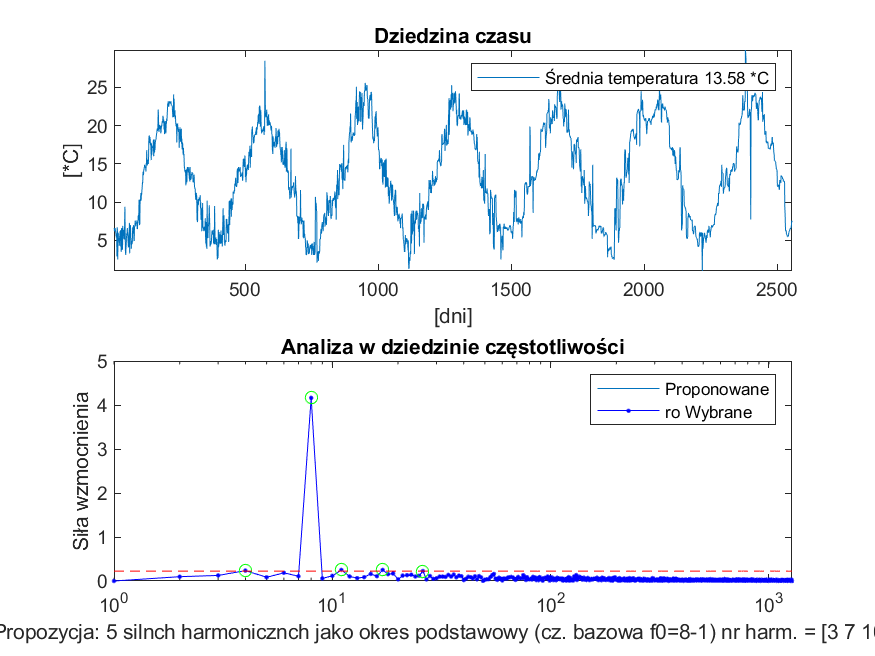 Dziedzina czasu
Średnia temperatura 13.58 *C
[*C]
25
20
15
10
5
500
1000
1500
2000
2500
[dni]
Analiza w dziedzinie częstotliwości
Proponowane
ro Wybrane
Siła wzmocnienia
5
4
3
2
1
0
10^0
10^1
10^2
10^3
Propozycja: 5 silnch harmonicznch jako okres podstawowy (cz. bazowa f0=8-1) nr harm. = [3 7 10